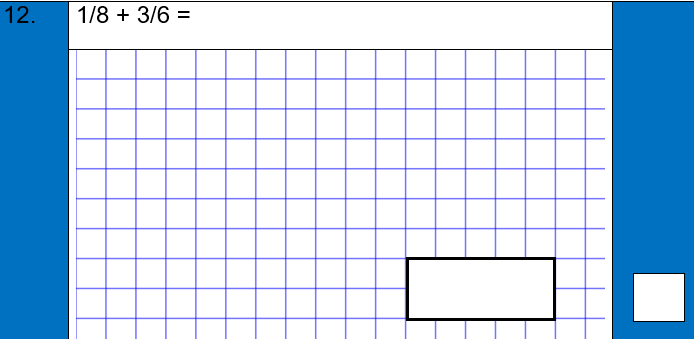 12. 1/8 + 3/6 =